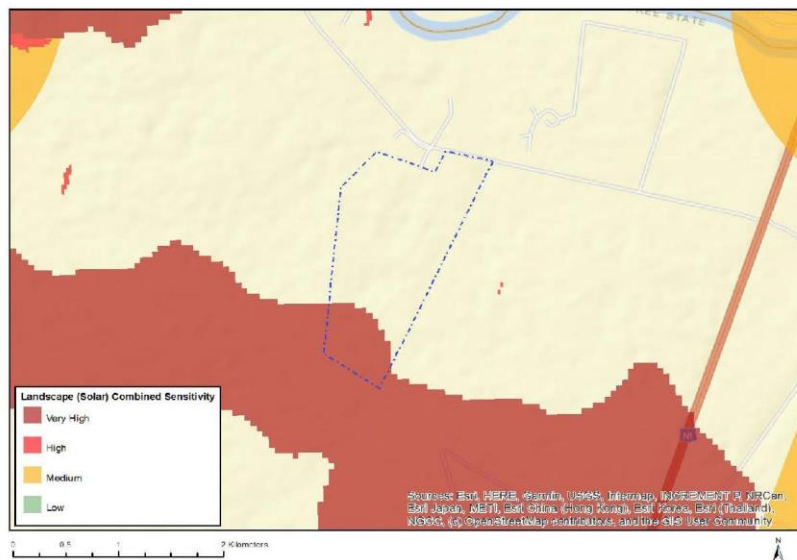 EE STATE
Landscape (Solar) Combined Sensitivity
Very High
High
Medium
Low
N1
Sources: Esri, HERE, Garmin, USGS, Intermap, INCREMENT P, NRCan,
Esri Japan, METI, Esri China (Hong Kong), Esri Korea, Esri (Thailand),
NGCC, (c) OpenStreetMap contributors, and the GIS User Community
0 0.5 1 2 Kilometers
N